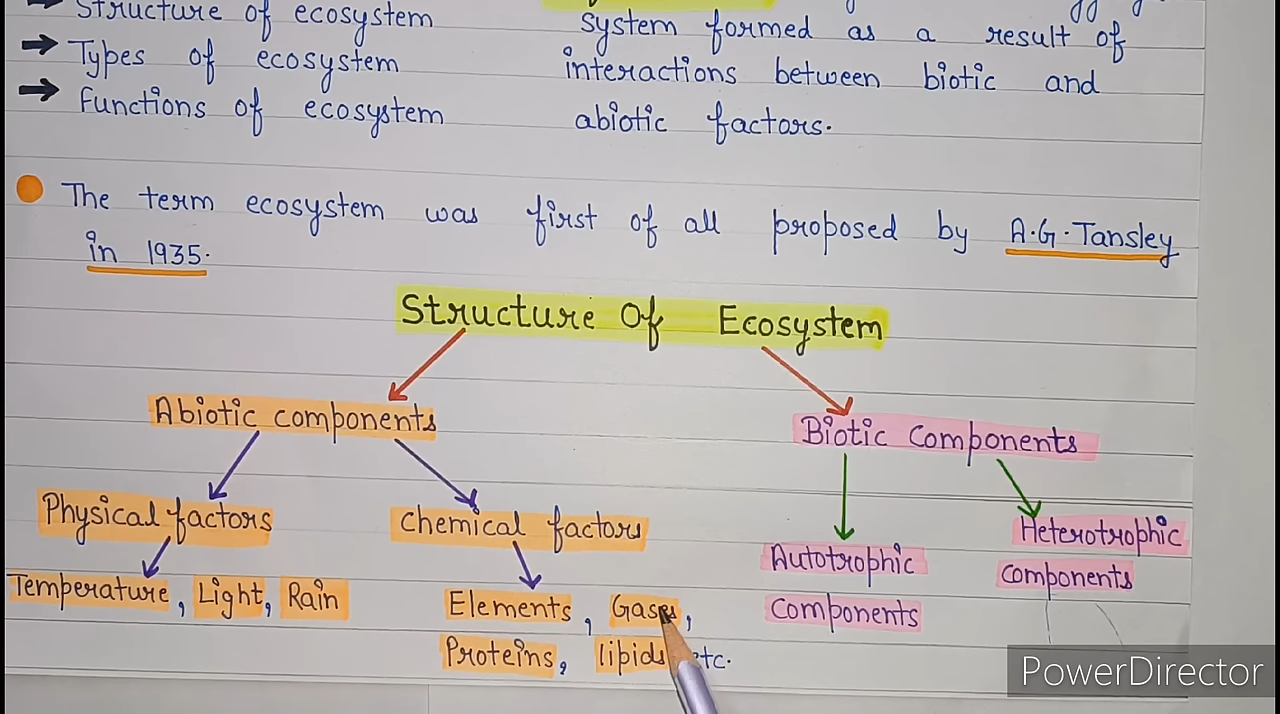 Structure of ecosystem
Types of ecosystem
Functions of ecosystem
system formed as a result of
interactions between biotic and
abiotic factors.
The term ecosystem was first of all proposed by A.G. Tansley
in 1935.
Structure Of Ecosystem
Abiotic components
Biotic Components
Physical factors
Chemical factors
Autotrophic
Components
Heterotrophic
Components
Temperature, Light, Rain
Elements, Gases,
Proteins, lipids etc.
PowerDirector